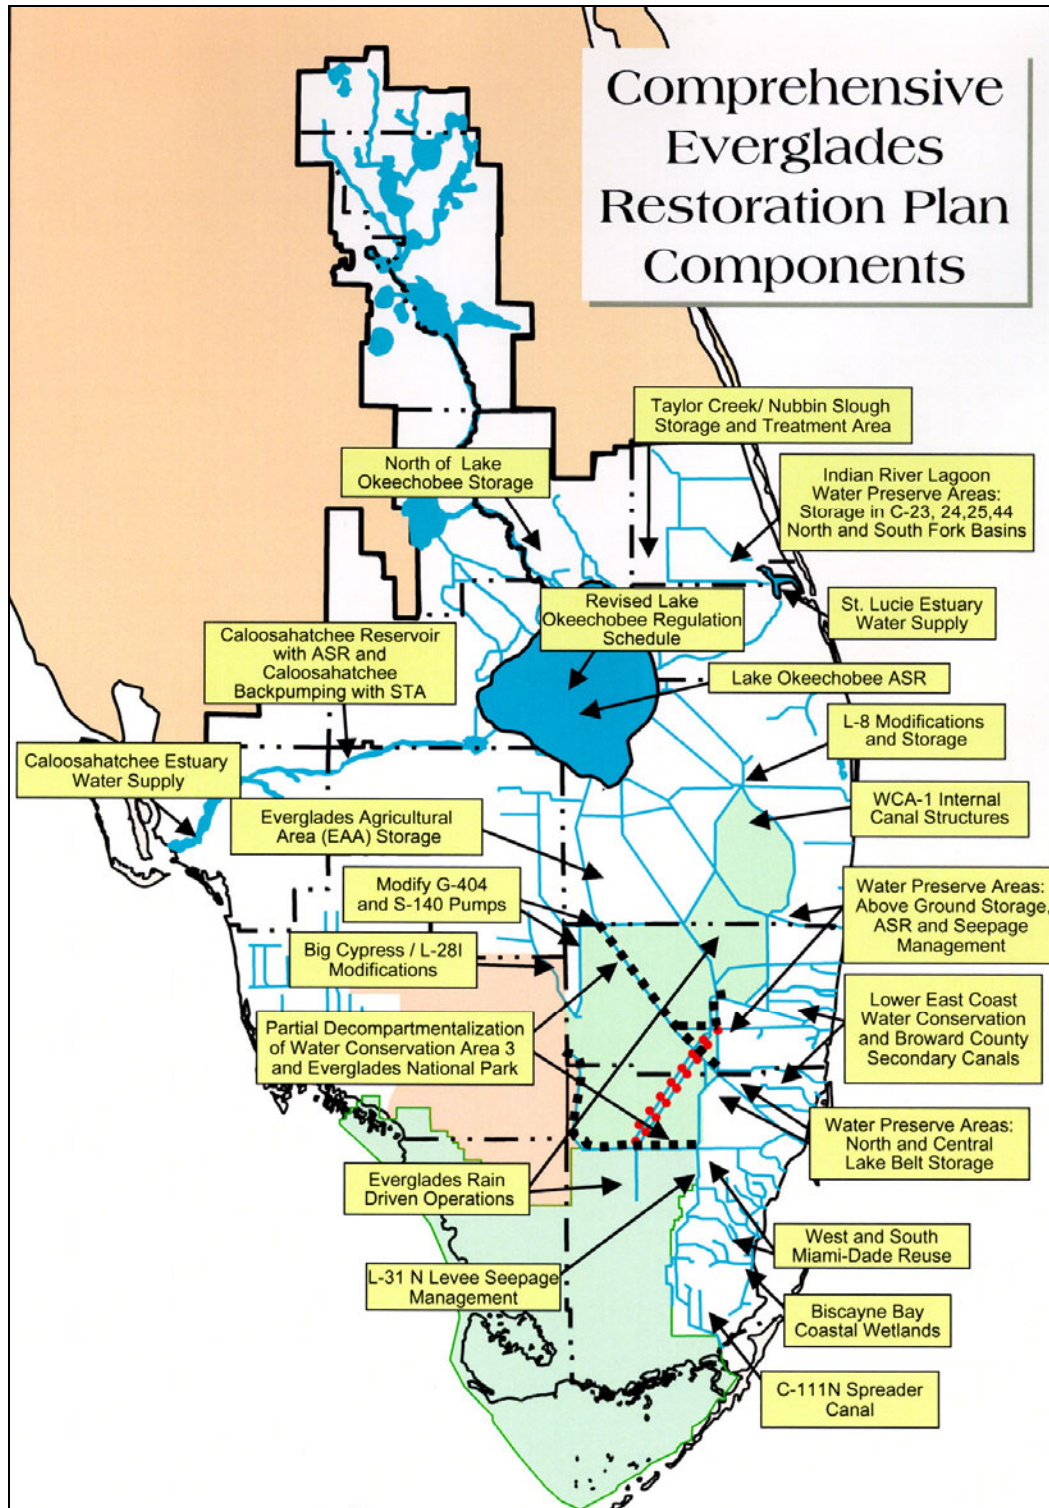 Comprehensive
Everglades
Restoration Plan
Components
Taylor Creek/ Nubbin Slough
Storage and Treatment Area
North of Lake
Okeechobee Storage
Indian River Lagoon
Water Preserve Areas:
Storage in C-23, 24,25,44
North and South Fork Basins
Revised Lake
Okeechobee Regulation
Schedule
St. Lucie Estuary
Water Supply
Caloosahatchee Reservoir
with ASR and
Caloosahatchee
Backpumping with STA
Lake Okeechobee ASR
L-8 Modifications
and Storage
Caloosahatchee Estuary
Water Supply
WCA-1 Internal
Canal Structures
Everglades Agricultural
Area (EAA) Storage
Modify G-404
and S-140 Pumps
Water Preserve Areas:
Above Ground Storage,
ASR and Seepage
Management
Big Cypress / L-28I
Modifications
Lower East Coast
Water Conservation
and Broward County
Secondary Canals
Partial Decompartmentalization
of Water Conservation Area 3
and Everglades National Park
Water Preserve Areas:
North and Central
Lake Belt Storage
Everglades Rain
Driven Operations
West and South
Miami-Dade Reuse
L-31 N Levee Seepage
Management
Biscayne Bay
Coastal Wetlands
C-111N Spreader
Canal